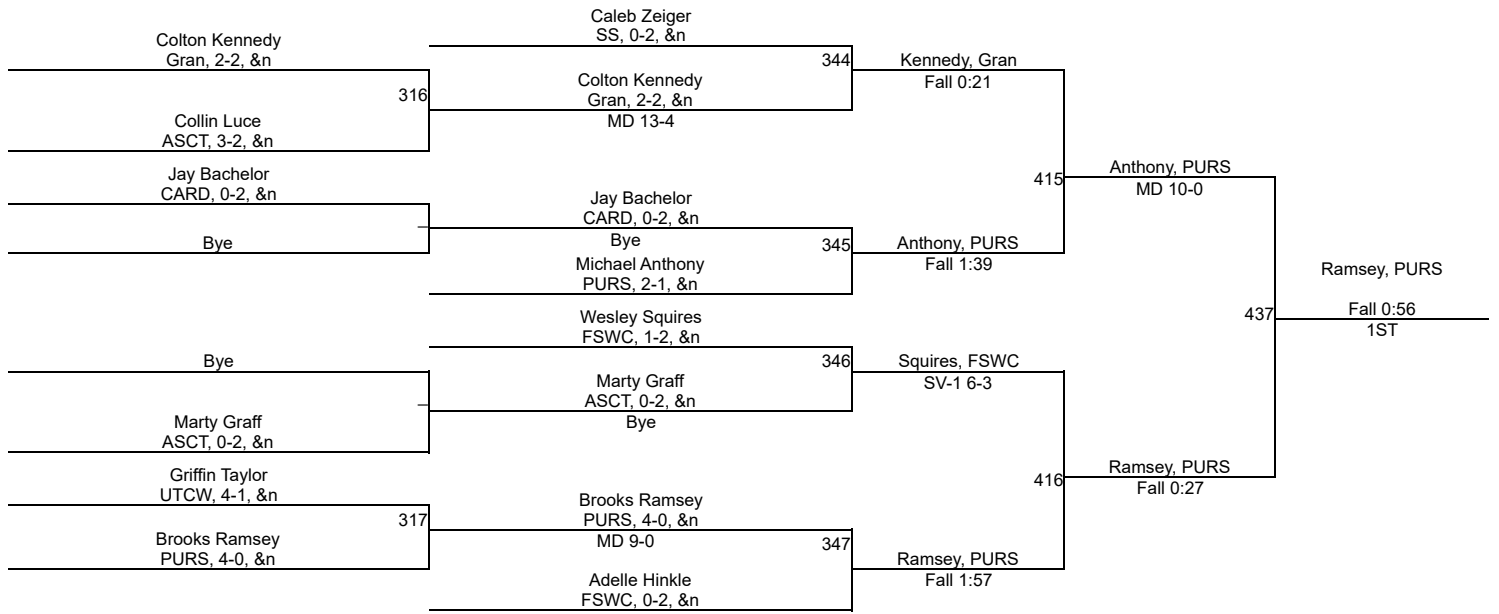 Colton Kennedy
Gran, 2-2, &n
316
Collin Luce
ASCT, 3-2, &n
Jay Bachelor
CARD, 0-2, &n
Bye
Bye
Marty Graff
ASCT, 0-2, &n
Griffin Taylor
UTCW, 4-1, &n
317
Brooks Ramsey
PURS, 4-0, &n
Caleb Zeiger
SS, 0-2, &n
344
Colton Kennedy
Gran, 2-2, &n
MD 13-4
Jay Bachelor
CARD, 0-2, &n
Bye
345
Michael Anthony
PURS, 2-1, &n
Wesley Squires
FSWC, 1-2, &n
346
Marty Graff
ASCT, 0-2, &n
Bye
Brooks Ramsey
PURS, 4-0, &n
MD 9-0
347
Adelle Hinkle
FSWC, 0-2, &n
Kennedy, Gran
Fall 0:21
415
Anthony, PURS
Fall 1:39
Squires, FSWC
SV-1 6-3
416
Ramsey, PURS
Fall 1:57
Anthony, PURS
MD 10-0
437
Ramsey, PURS
Fall 0:27
Ramsey, PURS
Fall 0:56
1ST